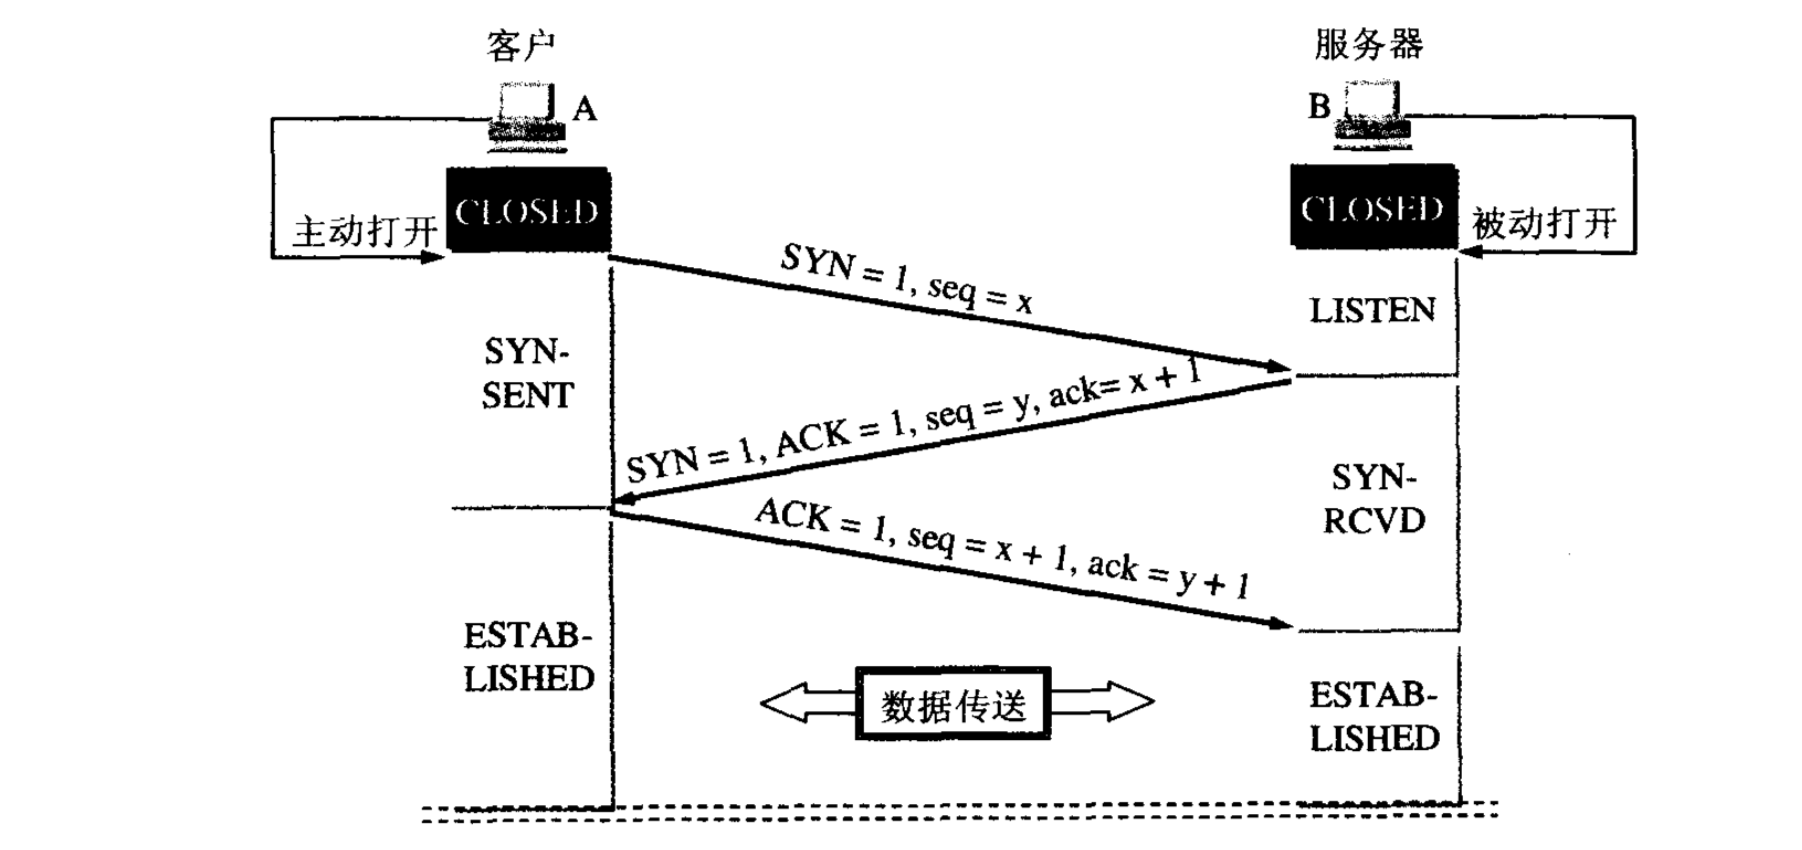 客户
服务器
A
B
CLOSED
CLOSED
主动打开
被动打开
SYN = 1, seq = x
LISTEN
SYN-
SENT
SYN = 1, ACK = 1, seq = y, ack= x + 1
SYN-
RCVD
ACK = 1, seq = x + 1, ack = y + 1
ESTAB-
LISHED
数据传送
ESTAB-
LISHED